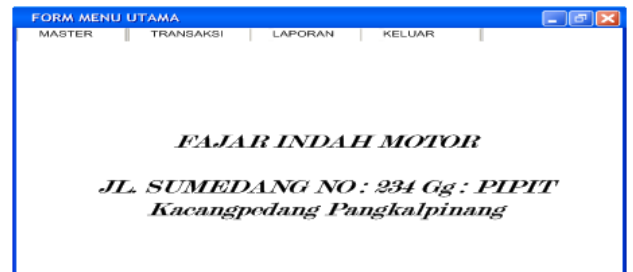 FORM MENU UTAMA
MASTER TRANSAKSI LAPORAN KELUAR
FAJAR INDAH MOTOR
JL. SUMEDANG NO : 234 Gg : PIPIT
Kacangpedang Pangkalpinang